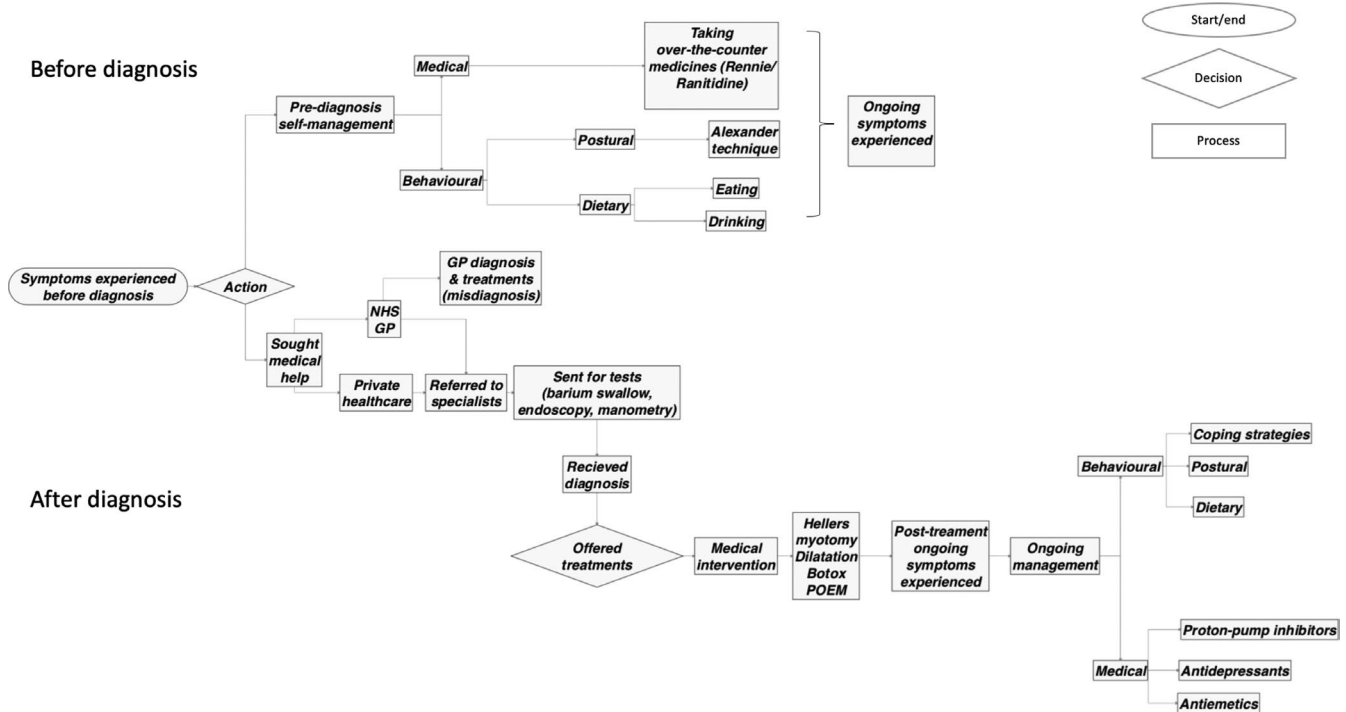 Start/end
Decision
Process
Before diagnosis
Taking
over-the-counter
medicines (Rennie/
Ranitidine)
Medical
Pre-diagnosis
self-management
Ongoing
symptoms
experienced
Postural
Alexander
technique
Behavioural
Eating
Dietary
Drinking
Symptoms experienced
before diagnosis
Action
GP diagnosis
& treatments
(misdiagnosis)
NHS
GP
Sought
medical
help
Private
healthcare
Referred to
specialists
Sent for tests
(barium swallow,
endoscopy, manometry)
After diagnosis
Recieved
diagnosis
Offered
treatments
Medical
intervention
Hellers
myotomy
Dilatation
Botox
POEM
Post-treament
ongoing
symptoms
experienced
Ongoing
management
Behavioural
Coping strategies
Postural
Dietary
Medical
Proton-pump inhibitors
Antidepressants
Antiemetics